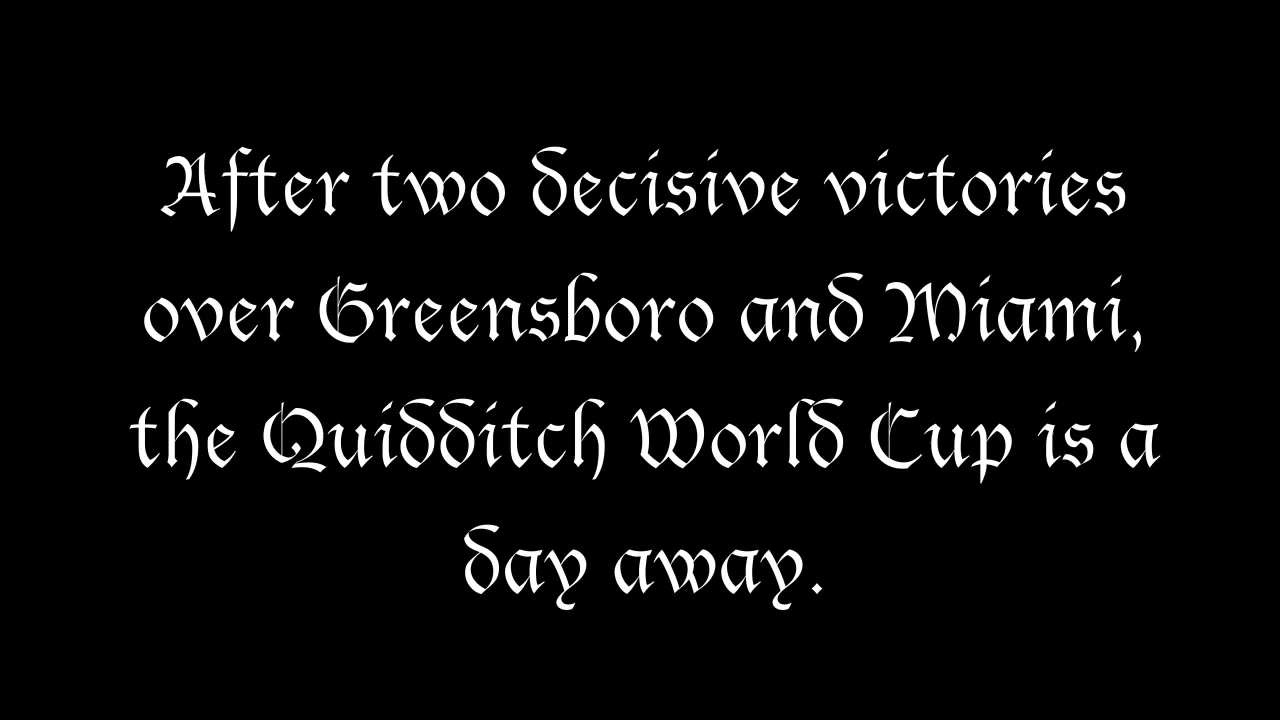 After two decisive victories
over Greensboro and Miami,
the Quidditch World Cup is a
day away.